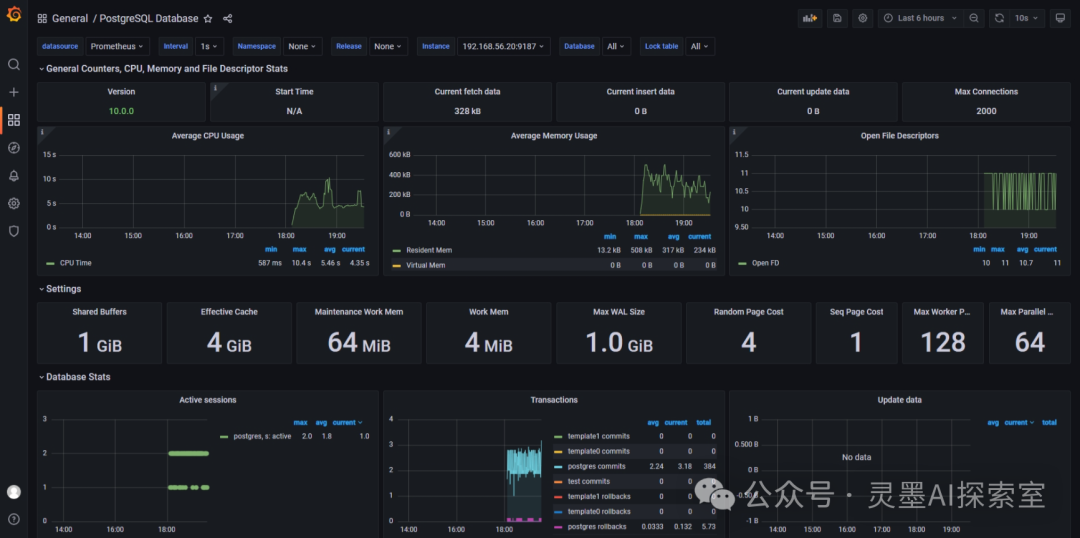 General / PostgreSQL Database
Last 6 hours
10s
datasource Prometheus Interval 1s Namespace None Release None Instance 192.168.56.20:9187 Database All Lock table All
General Counters, CPU, Memory and File Descriptor Stats
Version Start Time Current fetch data Current insert data Current update data Max Connections
10.0.0 N/A 328 kB 0 B 0 B 2000
Average CPU Usage
15 s
10 s
5 s
0 s
14:00 15:00 16:00 17:00 18:00 19:00
min max avg current
CPU Time 587 ms 10.4 s 5.46 s 4.35 s
Average Memory Usage
600 kB
400 kB
200 kB
0 B
14:00 15:00 16:00 17:00 18:00 19:00
min max avg current
Resident Mem 13.2 kB 508 kB 317 kB 234 kB
Virtual Mem 0 B 0 B 0 B 0 B
Open File Descriptors
11.5
11
10.5
10
9.50
14:00 15:00 16:00 17:00 18:00 19:00
min max avg current
Open FD 10 11 10.7 11
Settings
Shared Buffers Effective Cache Maintenance Work Mem Work Mem Max WAL Size Random Page Cost Seq Page Cost Max Worker P... Max Parallel ...
1 GiB 4 GiB 64 MiB 4 MiB 1.0 GiB 4 1 128 64
Database Stats
Active sessions
3
2
1
0
14:00 16:00 18:00
max avg current
postgres, s: active 2.0 1.8 1.0
Transactions
4
3
2
1
0
14:00 16:00 18:00
avg current total
template1 commits 0 0 0
template0 commits 0 0 0
postgres commits 2.24 3.18 384
test commits 0 0 0
template1 rollbacks 0 0 0
template0 rollbacks 0 0
postgres rollbacks 0.0333 0.132 5.73
Update data
1 B
0.500 B
0 B
-0.50 B
-1 B
No data
14:00 15:00 16:00 17:00 18:00 19:00
avg current total
公众号 · 灵墨AI探索室